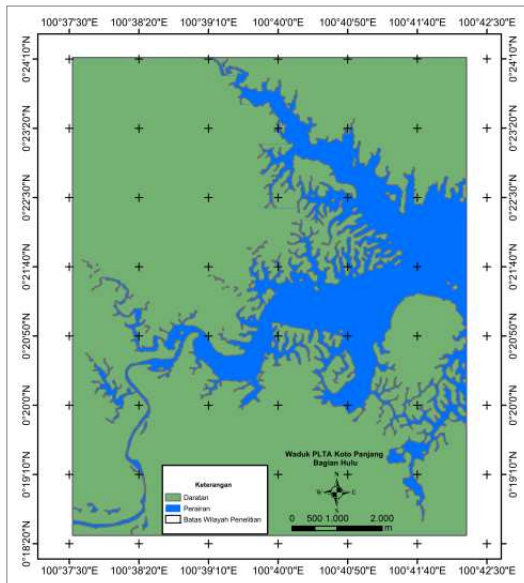 100°37'30"E 100°38'20"E 100°39'10"E 100°40'0"E 100°40'50"E 100°41'40"E 100°42'30"E
0°24'10"N 0°24'10"N
0°23'20"N 0°23'20"N
0°22'30"N 0°22'30"N
0°21'40"N 0°21'40"N
0°20'50"N 0°20'50"N
0°20'0"N 0°20'0"N
0°19'10"N 0°19'10"N
0°18'20"N 0°18'20"N
Waduk PLTA Koto Panjang
Bagian Hulu
N
W E
S
0 500 1.000 2.000
m
Keterangan
Daratan
Perairan
Batas Wilayah Penelitian
100°37'30"E 100°38'20"E 100°39'10"E 100°40'0"E 100°40'50"E 100°41'40"E 100°42'30"E